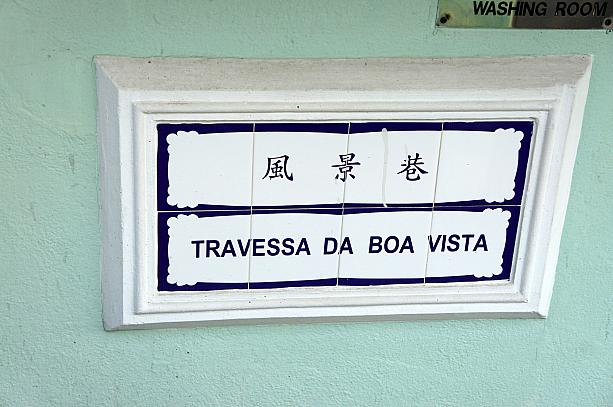 WASHING ROOM
風景巷
TRAVESSA DA BOA VISTA